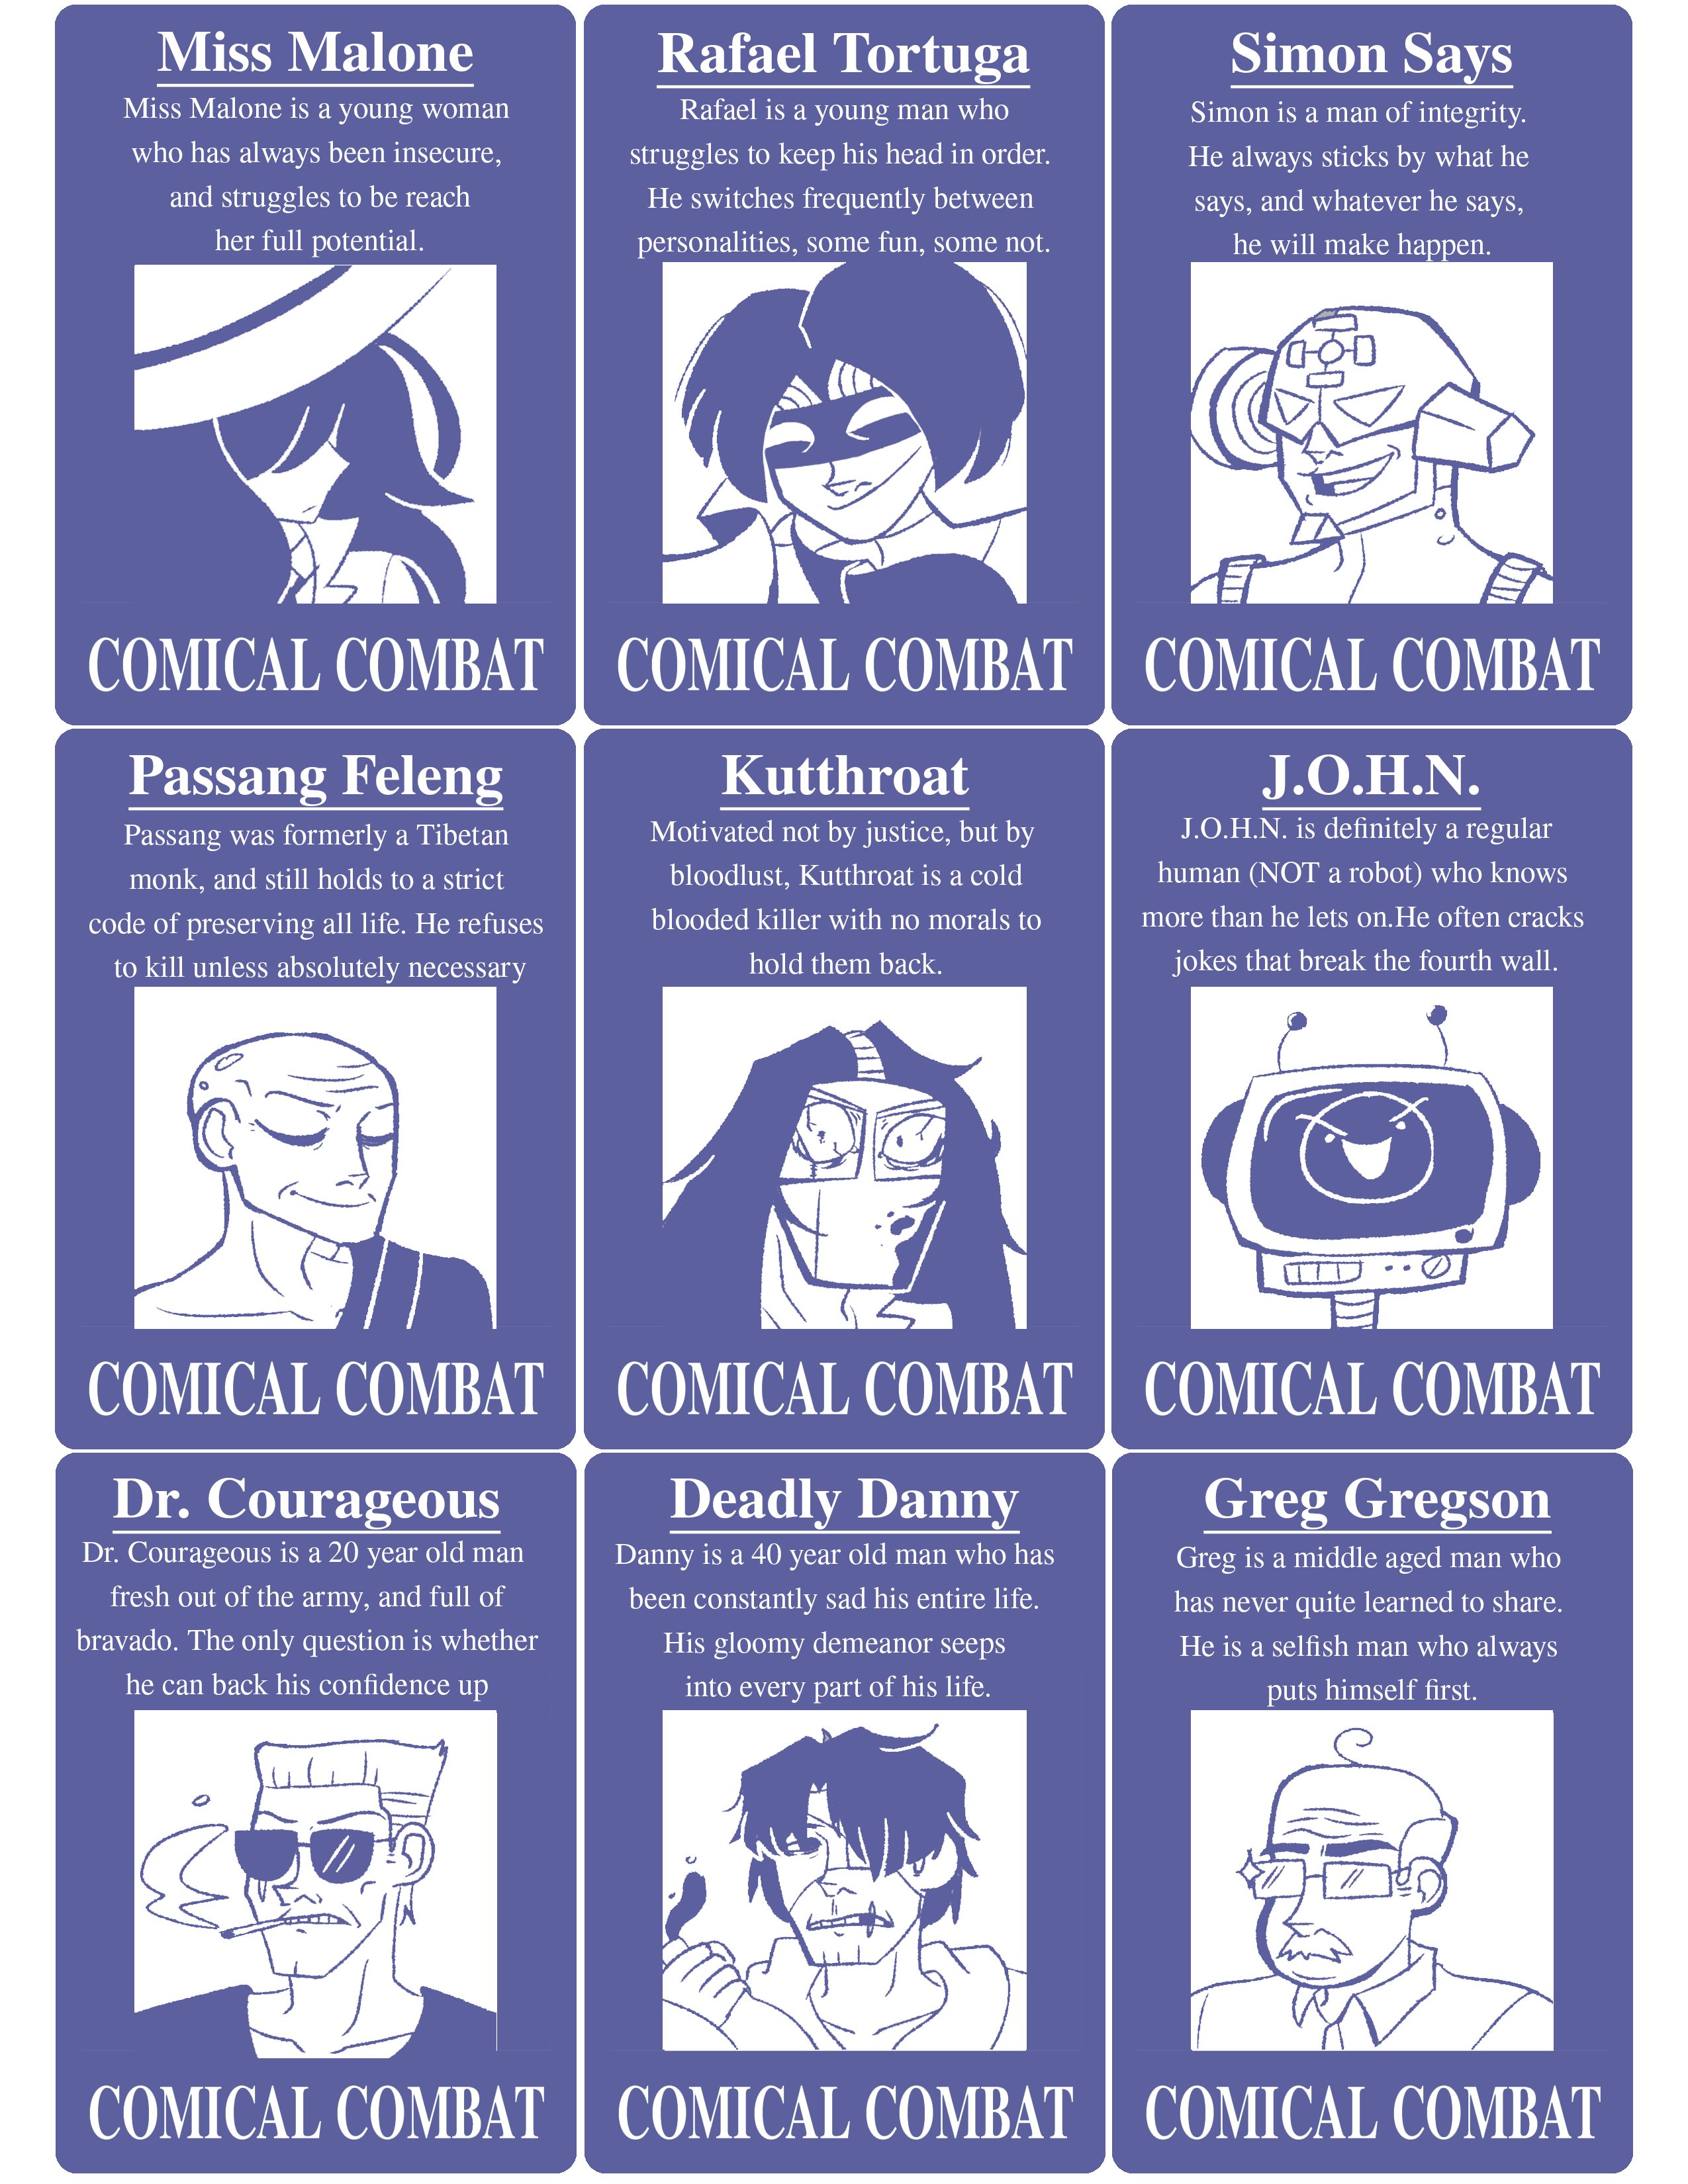 Miss Malone
Miss Malone is a young woman
who has always been insecure,
and struggles to be reach
her full potential.
COMICAL COMBAT
Rafael Tortuga
Rafael is a young man who
struggles to keep his head in order.
He switches frequently between
personalities, some fun, some not.
COMICAL COMBAT
Simon Says
Simon is a man of integrity.
He always sticks by what he
says, and whatever he says,
he will make happen.
COMICAL COMBAT
Passang Feleng
Passang was formerly a Tibetan
monk, and still holds to a strict
code of preserving all life. He refuses
to kill unless absolutely necessary
COMICAL COMBAT
Kutthroat
Motivated not by justice, but by
bloodlust, Kutthroat is a cold
blooded killer with no morals to
hold them back.
COMICAL COMBAT
J.O.H.N.
J.O.H.N. is definitely a regular
human (NOT a robot) who knows
more than he lets on.He often cracks
jokes that break the fourth wall.
COMICAL COMBAT
Dr. Courageous
Dr. Courageous is a 20 year old man
fresh out of the army, and full of
bravado. The only question is whether
he can back his confidence up
COMICAL COMBAT
Deadly Danny
Danny is a 40 year old man who has
been constantly sad his entire life.
His gloomy demeanor seeps
into every part of his life.
COMICAL COMBAT
Greg Gregson
Greg is a middle aged man who
has never quite learned to share.
He is a selfish man who always
puts himself first.
COMICAL COMBAT